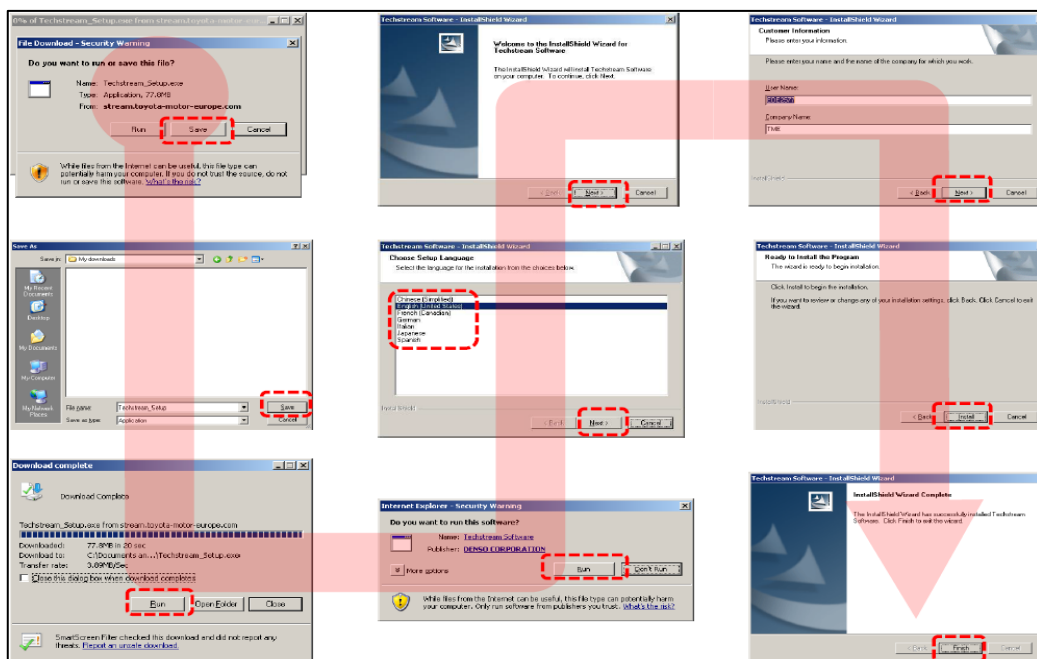 0% of Techstream_Setup.exe from stream.toyota-motor-eur
File Download - Security Warning
Do you want to run or save this file?
Name: Techstream_Setup.exe
Type: Application, 77.8MB
From: stream.toyota-motor-europe.com
Run Save Cancel
While files from the Internet can be useful, this file type can
potentially harm your computer. If you do not trust the source, do not
run or save this software. What's the risk?
Save As
Save in: My downloads
My Recent
Documents
Desktop
My Documents
My Computer
My Network
Places
File name: Techstream_Setup
Save as type: Application
Save
Cancel
Download complete
Download Complete
Techstream_Setup.exe from stream.toyota-motor-europe.com
Downloaded: 77.8MB in 20 sec
Download to: C:\Documents an...\Techstream_Setup.exe
Transfer rate: 3.89MB/Sec
Close this dialog box when download completes
Run Open Folder Close
SmartScreen Filter checked this download and did not report any
threats. Report an unsafe download.
Techstream Software - InstallShield Wizard
Welcome to the InstallShield Wizard for
Techstream Software
The InstallShield Wizard will install Techstream Software
on your computer. To continue, click Next.
Next > Cancel
Techstream Software - InstallShield Wizard
Choose Setup Language
Select the language for the installation from the choices below.
Chinese (Simplified)
English (United States)
French (Canadian)
German
Italian
Japanese
Spanish
InstallShield
< Back Next > Cancel
Internet Explorer - Security Warning
Do you want to run this software?
Name: Techstream Software
Publisher: DENSO CORPORATION
More options
Run Don't Run
While files from the Internet can be useful, this file type can potentially harm
your computer. Only run software from publishers you trust. What's the risk?
Techstream Software - InstallShield Wizard
Customer Information
Please enter your information.
Please enter your name and the name of the company for which you work.
User Name:
Company Name:
TME
InstallShield
< Back Next > Cancel
Techstream Software - InstallShield Wizard
Ready to Install the Program
The wizard is ready to begin installation.
Click Install to begin the installation.
If you want to review or change any of your installation settings, click Back. Click Cancel to exit
the wizard.
InstallShield
< Back Install Cancel
Techstream Software - InstallShield Wizard
InstallShield Wizard Complete
The InstallShield Wizard has successfully installed Techstream
Software. Click Finish to exit the wizard.
< Back Finish Cancel